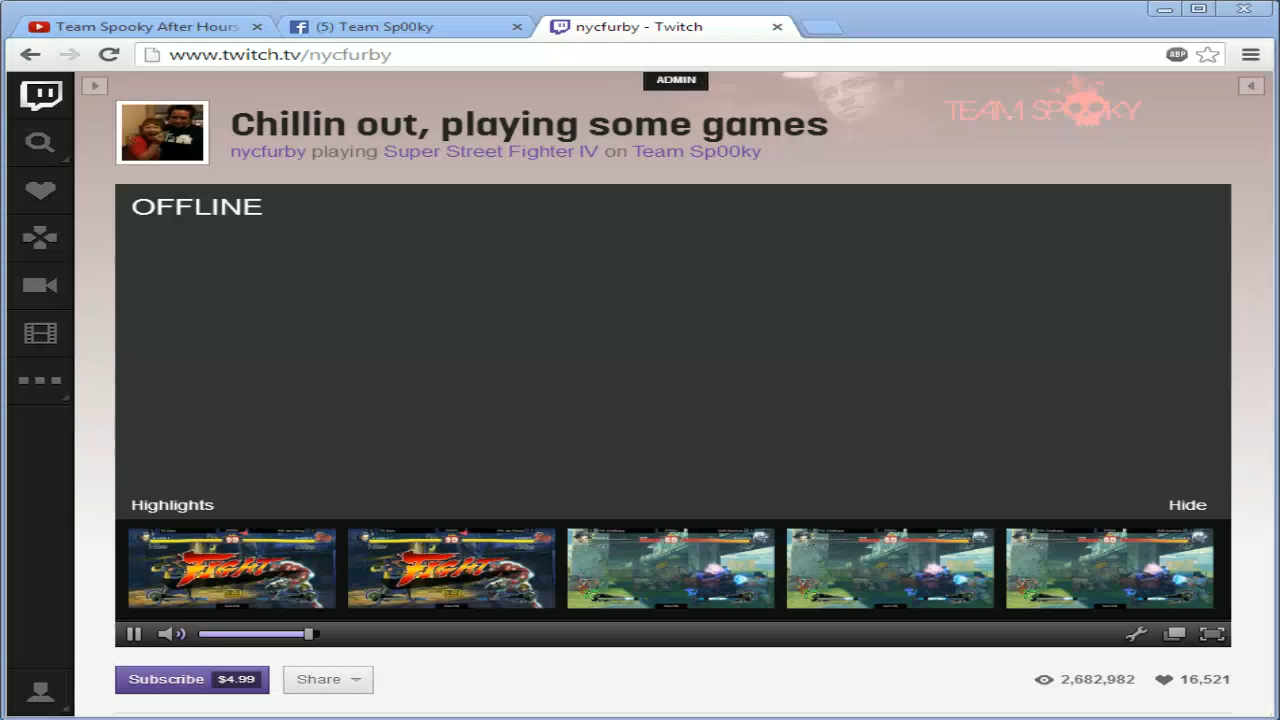 Team Spooky After Hours
(5) Team Sp00ky
nycfurby - Twitch
www.twitch.tv/nycfurby
ABP
ADMIN
TEAM SPOOKY
Chillin out, playing some games
nycfurby playing Super Street Fighter IV on Team Sp00ky
OFFLINE
Highlights
Hide
FIGHT
FIGHT
Subscribe $4.99
Share
2,682,982
16,521